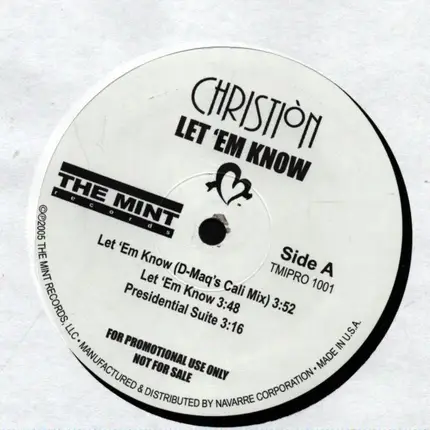 CHRISTIÒN
LET 'EM KNOW
THE MINT
records
Side A
TMIPRO 1001
Let 'Em Know (D-Maq's Cali Mix) 3:52
Let 'Em Know 3:48
Presidential Suite 3:16
FOR PROMOTIONAL USE ONLY
NOT FOR SALE
©℗2005 THE MINT RECORDS, LLC • MANUFACTURED & DISTRIBUTED BY NAVARRE CORPORATION • MADE IN U.S.A.